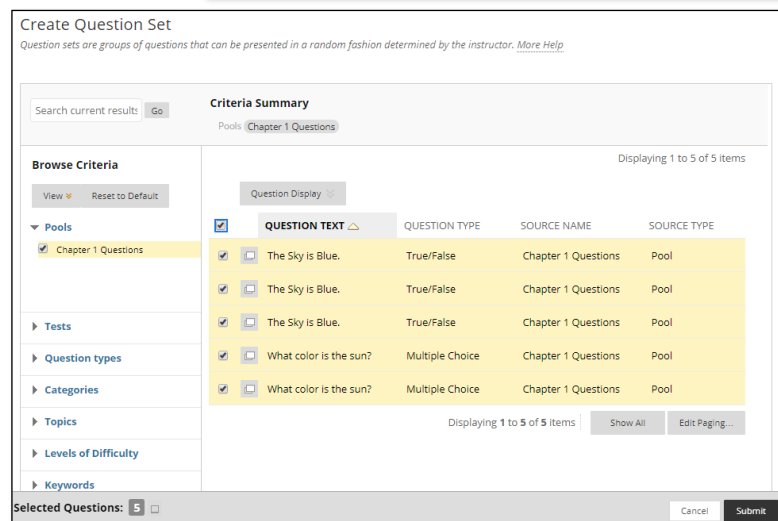 Create Question Set
Question sets are groups of questions that can be presented in a random fashion determined by the instructor. More Help
Search current results Go
Criteria Summary
Pools Chapter 1 Questions
Browse Criteria
View Reset to Default
Pools
Chapter 1 Questions
Tests
Question types
Categories
Topics
Levels of Difficulty
Keywords
Displaying 1 to 5 of 5 items
Question Display
QUESTION TEXT QUESTION TYPE SOURCE NAME SOURCE TYPE
The Sky is Blue. True/False Chapter 1 Questions Pool
The Sky is Blue. True/False Chapter 1 Questions Pool
The Sky is Blue. True/False Chapter 1 Questions Pool
What color is the sun? Multiple Choice Chapter 1 Questions Pool
What color is the sun? Multiple Choice Chapter 1 Questions Pool
Displaying 1 to 5 of 5 items Show All Edit Paging...
Selected Questions: 5 Cancel Submit